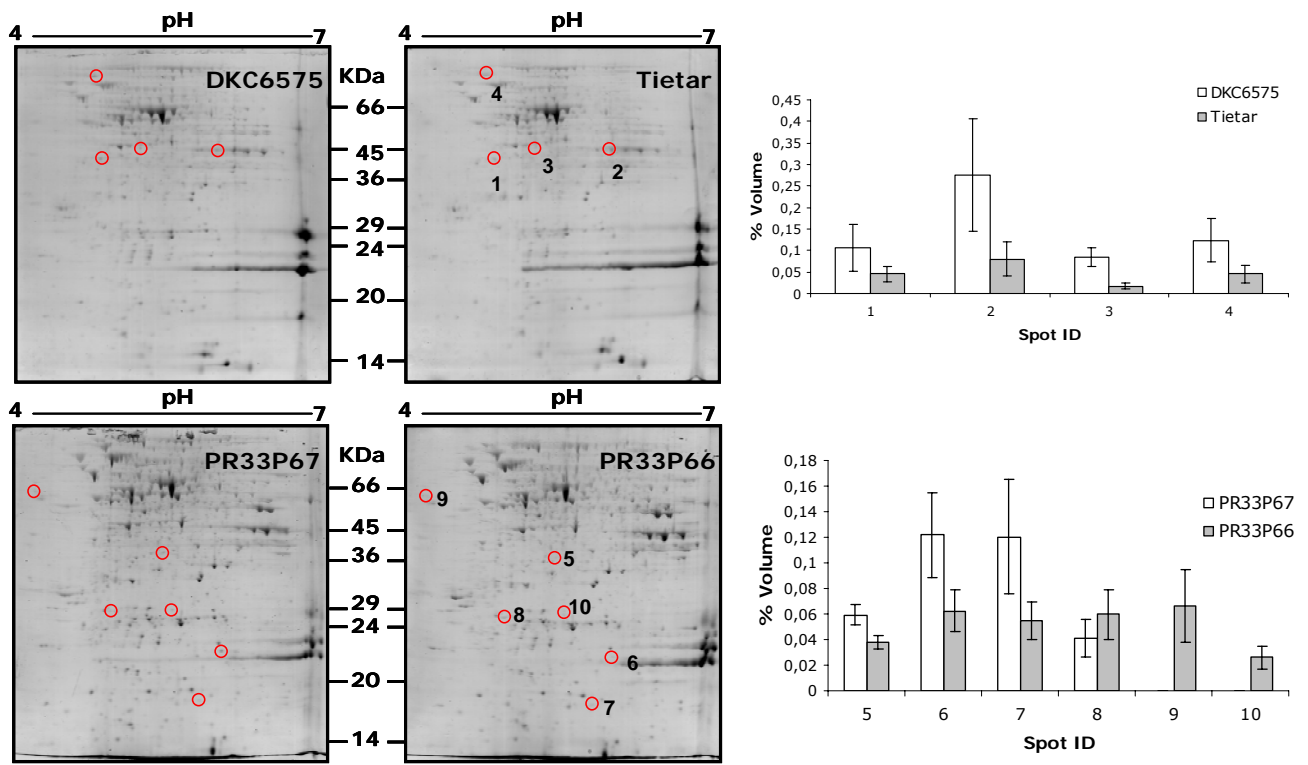 pH
4 7
DKC6575
KDa
66
45
36
29
24
20
14
pH
4 7
Tietar
4
3
2
1
0,45
0,4
0,35
0,3
0,25
0,2
0,15
0,1
0,05
0
% Volume
1 2 3 4
Spot ID
DKC6575
Tietar
pH
4 7
PR33P67
KDa
66
45
36
29
24
20
14
pH
4 7
PR33P66
9
5
10
8
6
7
0,18
0,16
0,14
0,12
0,1
0,08
0,06
0,04
0,02
0
% Volume
5 6 7 8 9 10
Spot ID
PR33P67
PR33P66